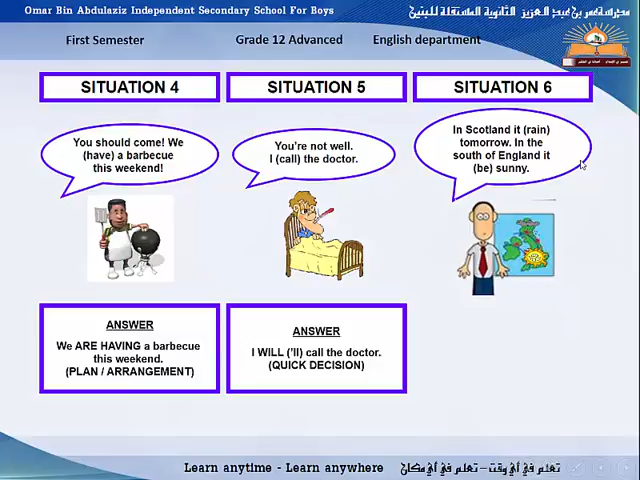 Omar Bin Abdulaziz Independent Secondary School For Boys
مدرسة عمر بن عبد العزيز الثانوية المستقلة للبنين
First Semester
Grade 12 Advanced
English department
SITUATION 4
SITUATION 5
SITUATION 6
You should come! We
(have) a barbecue
this weekend!
You're not well.
I (call) the doctor.
In Scotland it (rain)
tomorrow. In the
south of England it
(be) sunny.
ANSWER
We ARE HAVING a barbecue
this weekend.
(PLAN / ARRANGEMENT)
ANSWER
I WILL ('ll) call the doctor.
(QUICK DECISION)
Learn anytime - Learn anywhere
تعلم في أي وقت - تعلم في أي مكان